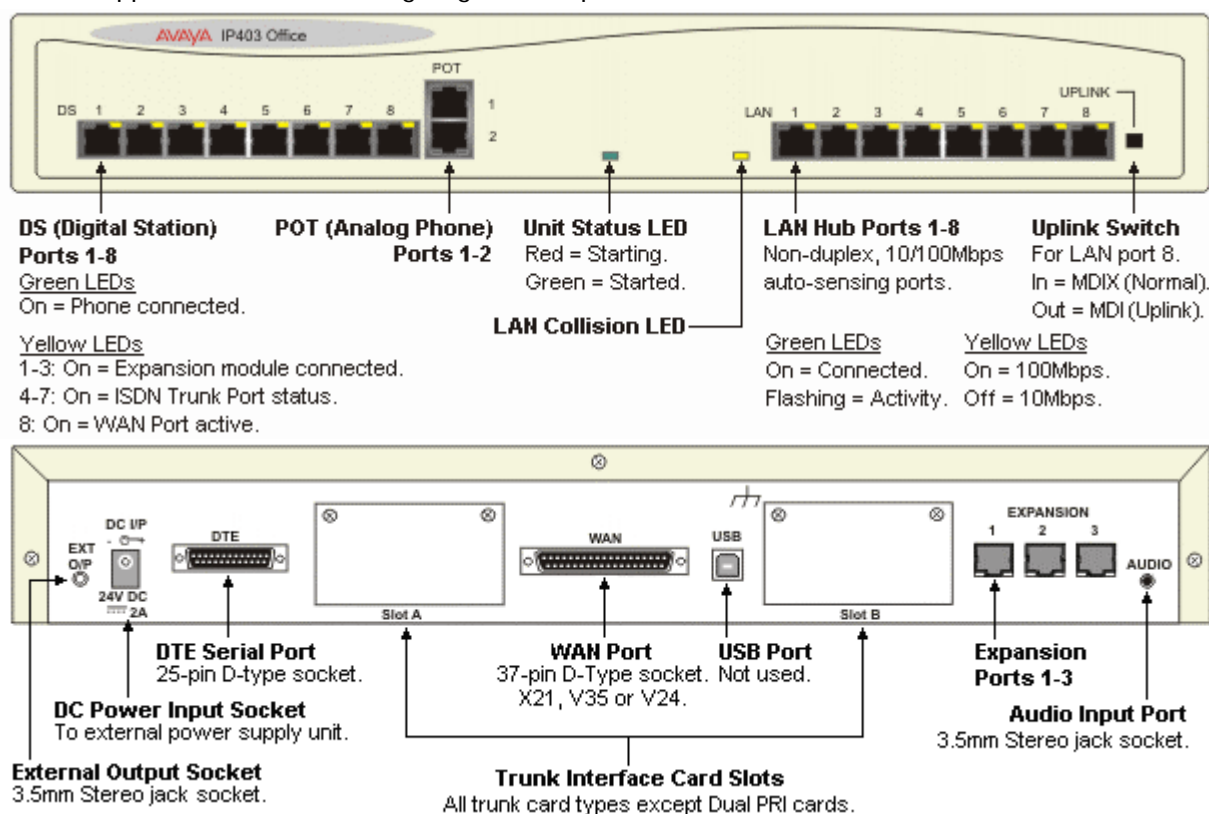 AVAYA IP403 Office
POT
1
2
DS 1 2 3 4 5 6 7 8
UPLINK
LAN 1 2 3 4 5 6 7 8
DS (Digital Station)
Ports 1-8
Green LEDs
On = Phone connected.
Yellow LEDs
1-3: On = Expansion module connected.
4-7: On = ISDN Trunk Port status.
8: On = WAN Port active.
POT (Analog Phone)
Ports 1-2
Unit Status LED
Red = Starting.
Green = Started.
LAN Collision LED
LAN Hub Ports 1-8
Non-duplex, 10/100Mbps
auto-sensing ports.
Green LEDs
On = Connected.
Flashing = Activity.
Yellow LEDs
On = 100Mbps.
Off = 10Mbps.
Uplink Switch
For LAN port 8.
In = MDIX (Normal).
Out = MDI (Uplink).
EXT
O/P
DC I/P
24V DC
2A
DTE
Slot A
WAN
USB
Slot B
EXPANSION
1 2 3
AUDIO
DTE Serial Port
25-pin D-type socket.
WAN Port
37-pin D-Type socket.
X21, V35 or V24.
USB Port
Not used.
Expansion
Ports 1-3
DC Power Input Socket
To external power supply unit.
Audio Input Port
3.5mm Stereo jack socket.
External Output Socket
3.5mm Stereo jack socket.
Trunk Interface Card Slots
All trunk card types except Dual PRI cards.